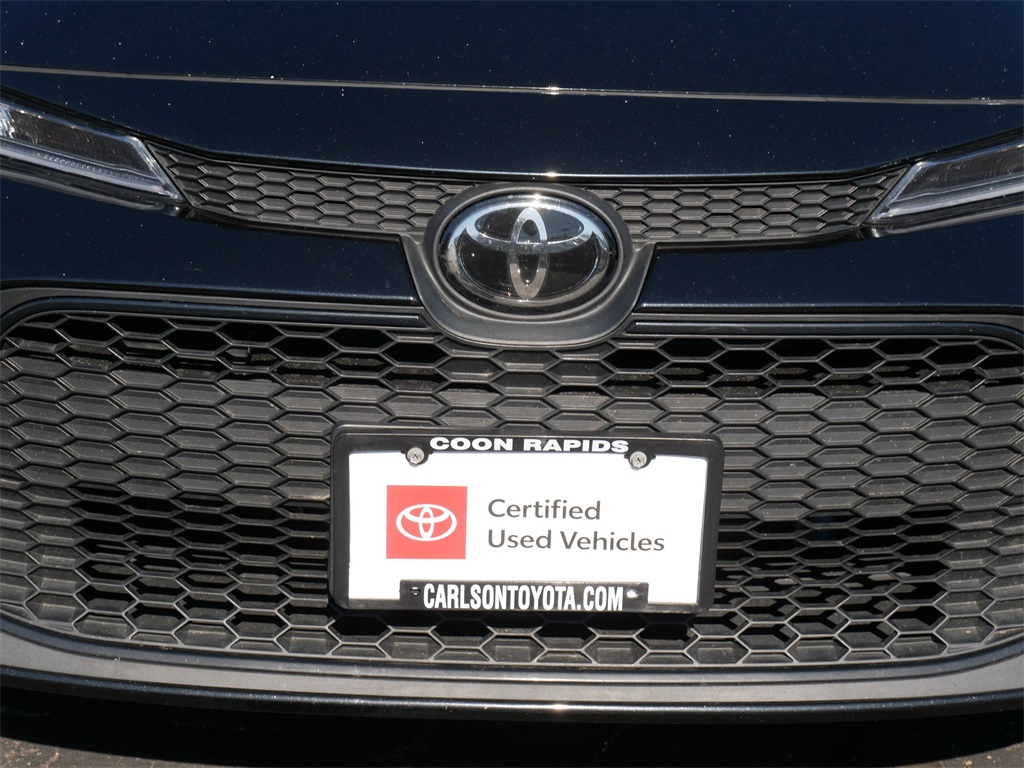 COON RAPIDS
Certified
Used Vehicles
CARLSONTOYOTA.COM